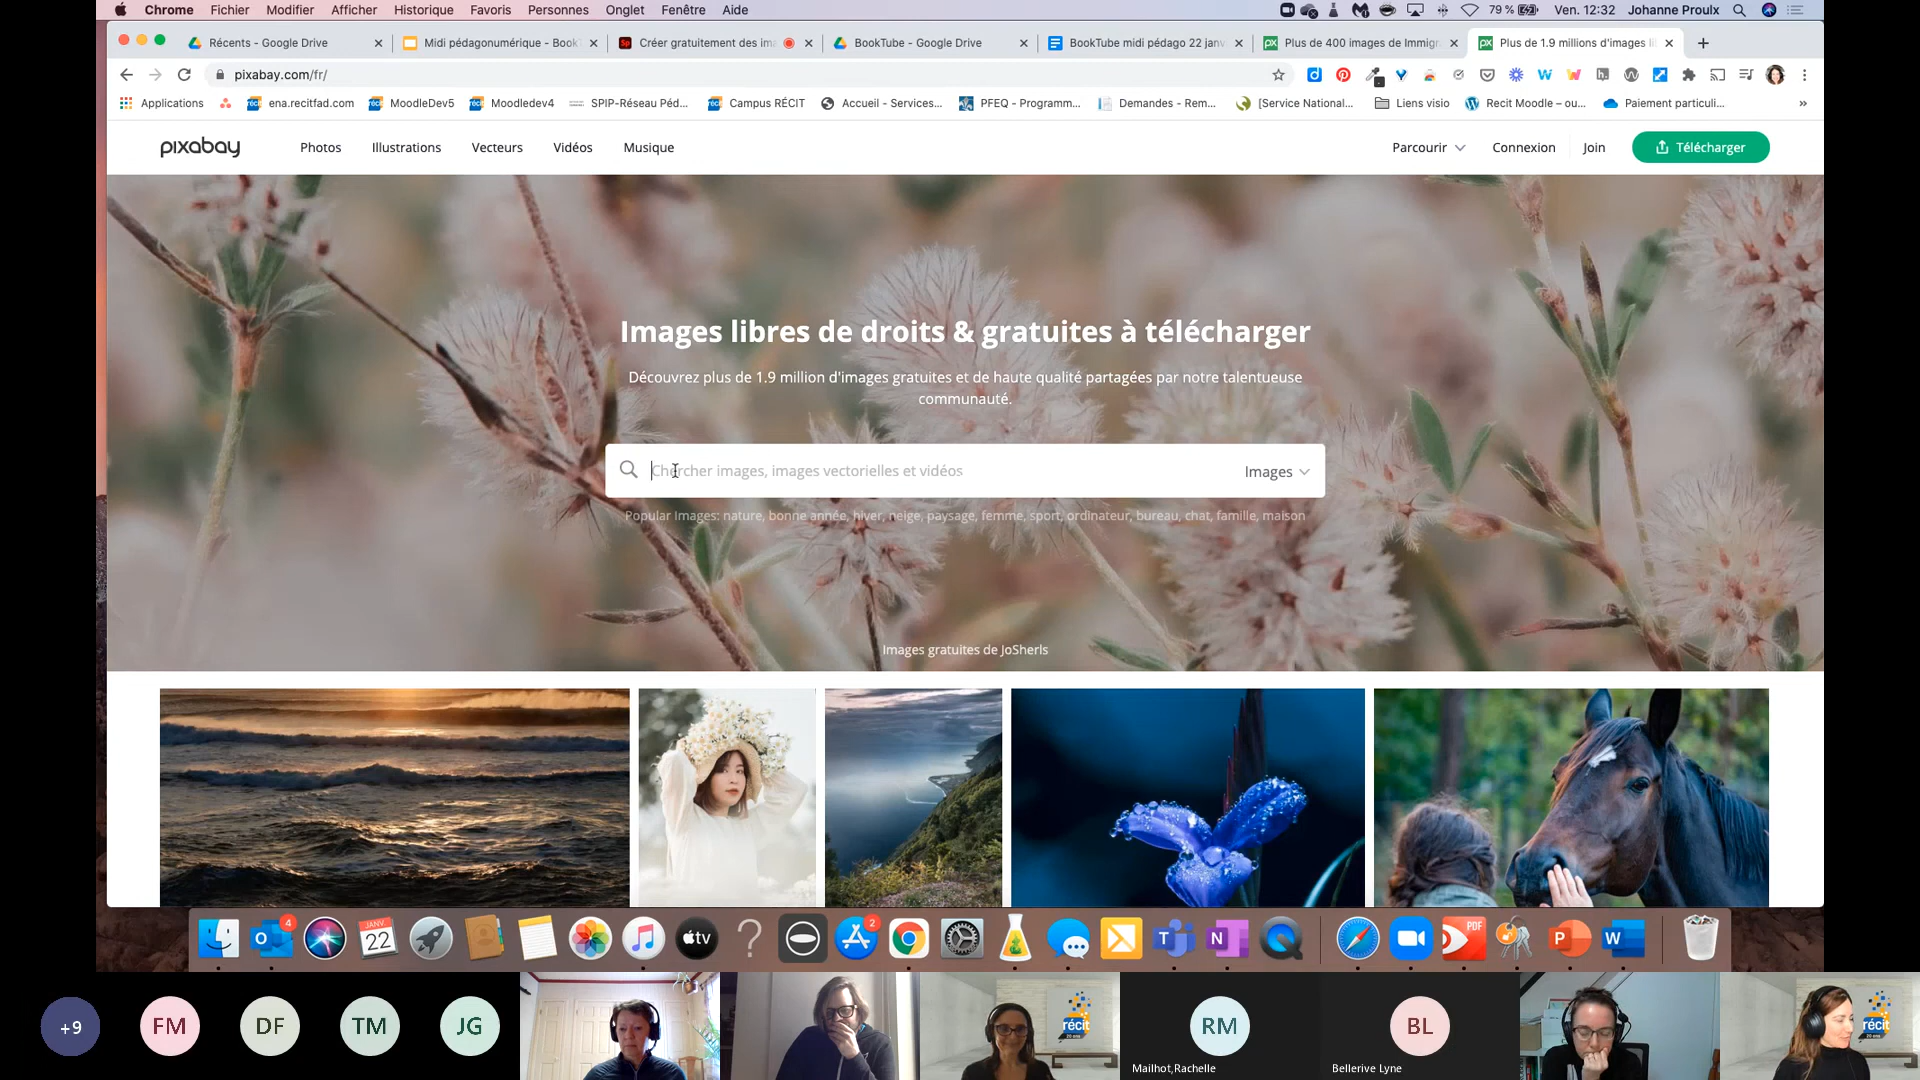 Chrome Fichier Modifier Afficher Historique Favoris Personnes Onglet Fenêtre Aide 79 % Ven. 12:32 Johanne Proulx
Récents - Google Drive Midi pédagonumérique - Book Créer gratuitement des ima BookTube - Google Drive BookTube midi pédago 22 janv Plus de 400 images de Immigr Plus de 1.9 millions d'images li
pixabay.com/fr/
Applications ena.recitfad.com MoodleDev5 Moodledev4 SPIP-Réseau Péd... Campus RÉCIT Accueil - Services... PFEQ - Programm... Demandes - Rem... [Service National... Liens visio Recit Moodle – ou... Paiement particuli... »
pixabay Photos Illustrations Vecteurs Vidéos Musique Parcourir Connexion Join Télécharger
Images libres de droits & gratuites à télécharger
Découvrez plus de 1.9 million d'images gratuites et de haute qualité partagées par notre talentueuse
communauté.
Chercher images, images vectorielles et vidéos Images
Popular Images: nature, bonne année, hiver, neige, paysage, femme, sport, ordinateur, bureau, chat, famille, maison
Images gratuites de JoSherls
4 JANV 22 tv 2 T N PDF P W
+9 FM DF TM JG récit RM BL récit
Mailhot,Rachelle Bellerive Lyne